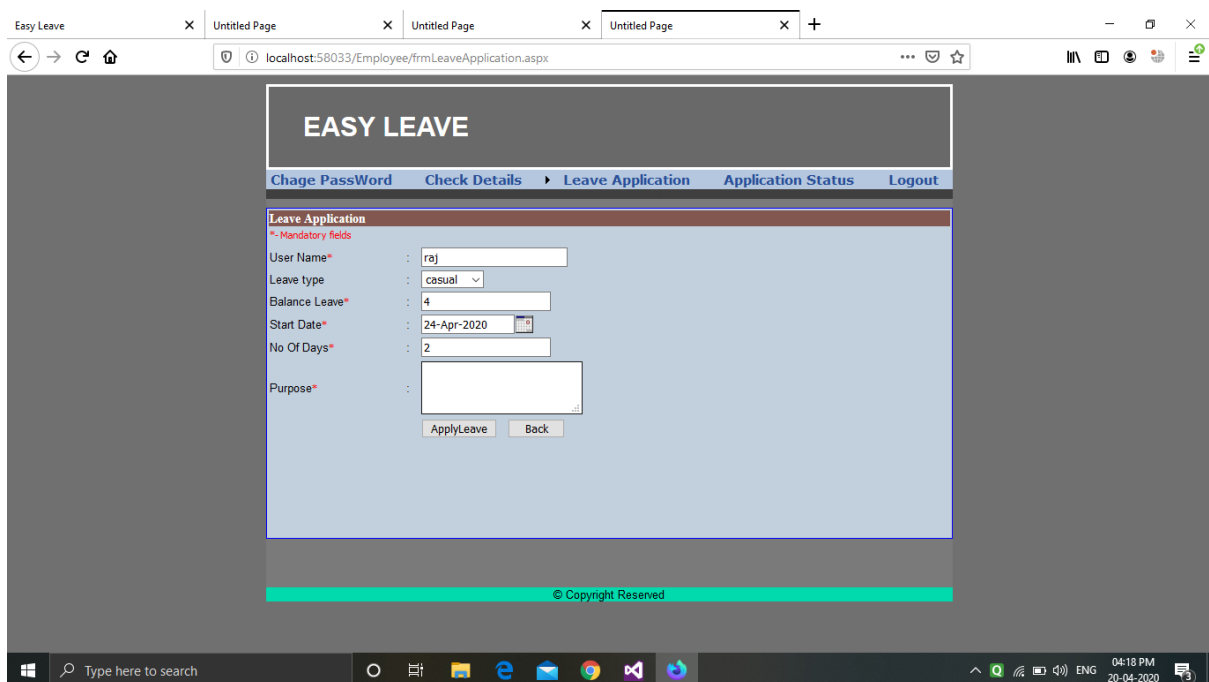 Easy Leave
Untitled Page
Untitled Page
Untitled Page
localhost:58033/Employee/frmLeaveApplication.aspx
EASY LEAVE
Chage PassWord Check Details Leave Application Application Status Logout
Leave Application
*- Mandatory fields
User Name* : raj
Leave type : casual
Balance Leave* : 4
Start Date* : 24-Apr-2020
No Of Days* : 2
Purpose* :
ApplyLeave Back
© Copyright Reserved
Type here to search
Q
ENG
04:18 PM
20-04-2020
3